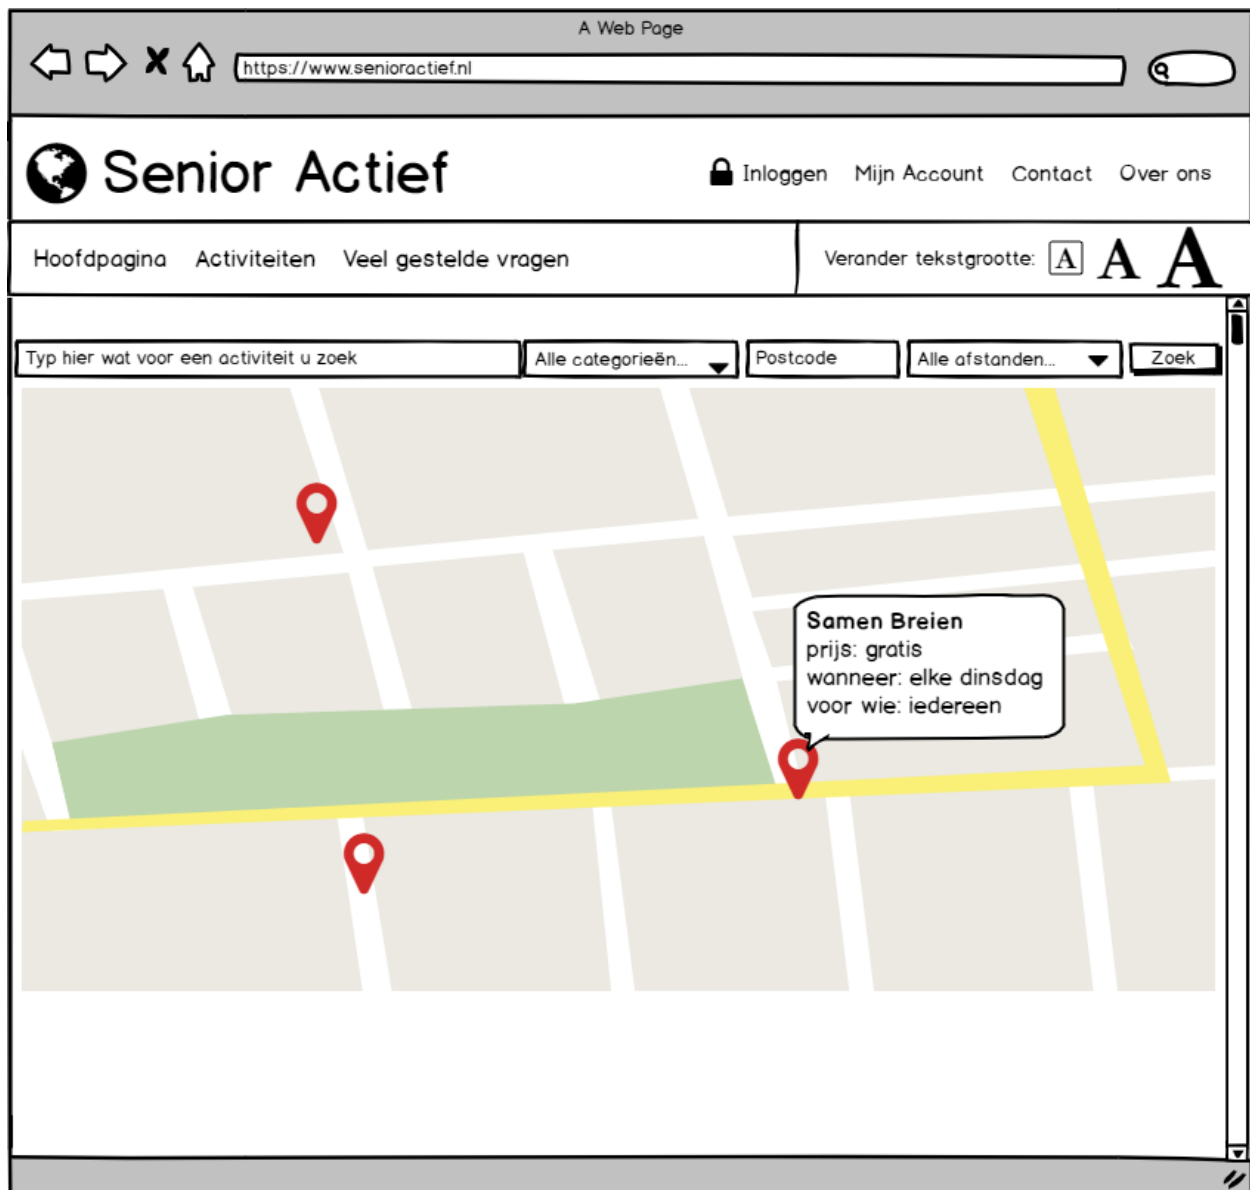 A Web Page
https://www.senioractief.nl
Senior Actief
Inloggen Mijn Account Contact Over ons
Hoofdpagina Activiteiten Veel gestelde vragen
Verander tekstgrootte: A A A
Typ hier wat voor een activiteit u zoek
Alle categorieën...
Postcode
Alle afstanden...
Zoek
Samen Breien
prijs: gratis
wanneer: elke dinsdag
voor wie: iedereen